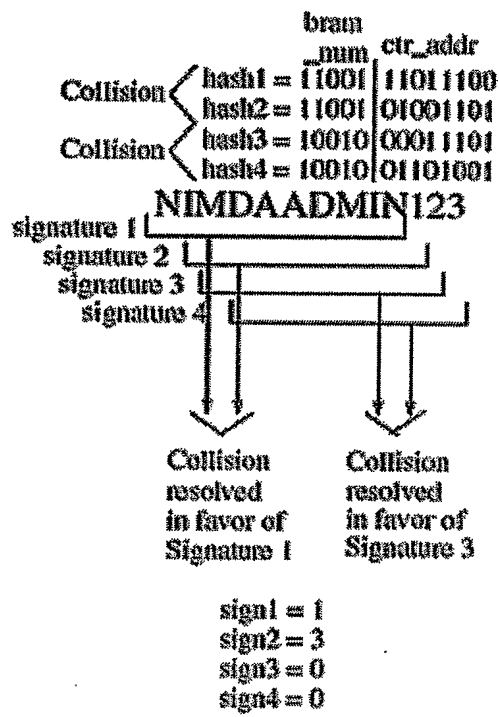 bram
_num ctr_addr
Collision hash1 = 11001 11011100
hash2 = 11001 01001101
Collision hash3 = 10010 00011101
hash4 = 10010 01101001
NIMDAADMIN123
signature 1
signature 2
signature 3
signature 4
Collision Collision
resolved resolved
in favor of in favor of
Signature 1 Signature 3
sign1 = 1
sign2 = 3
sign3 = 0
sign4 = 0